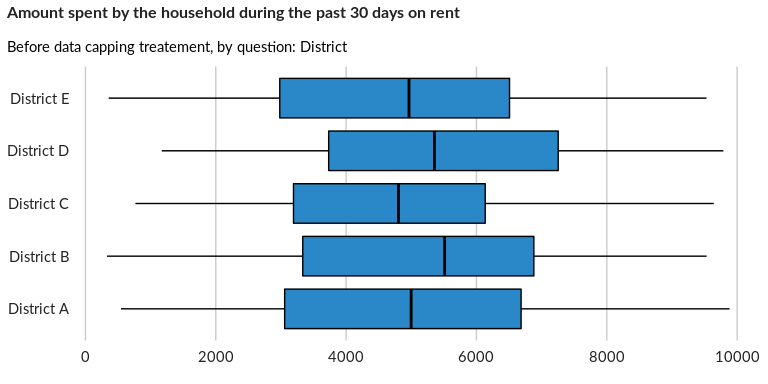 Amount spent by the household during the past 30 days on rent
Before data capping treatement, by question: District
District E
District D
District C
District B
District A
0 2000 4000 6000 8000 10000